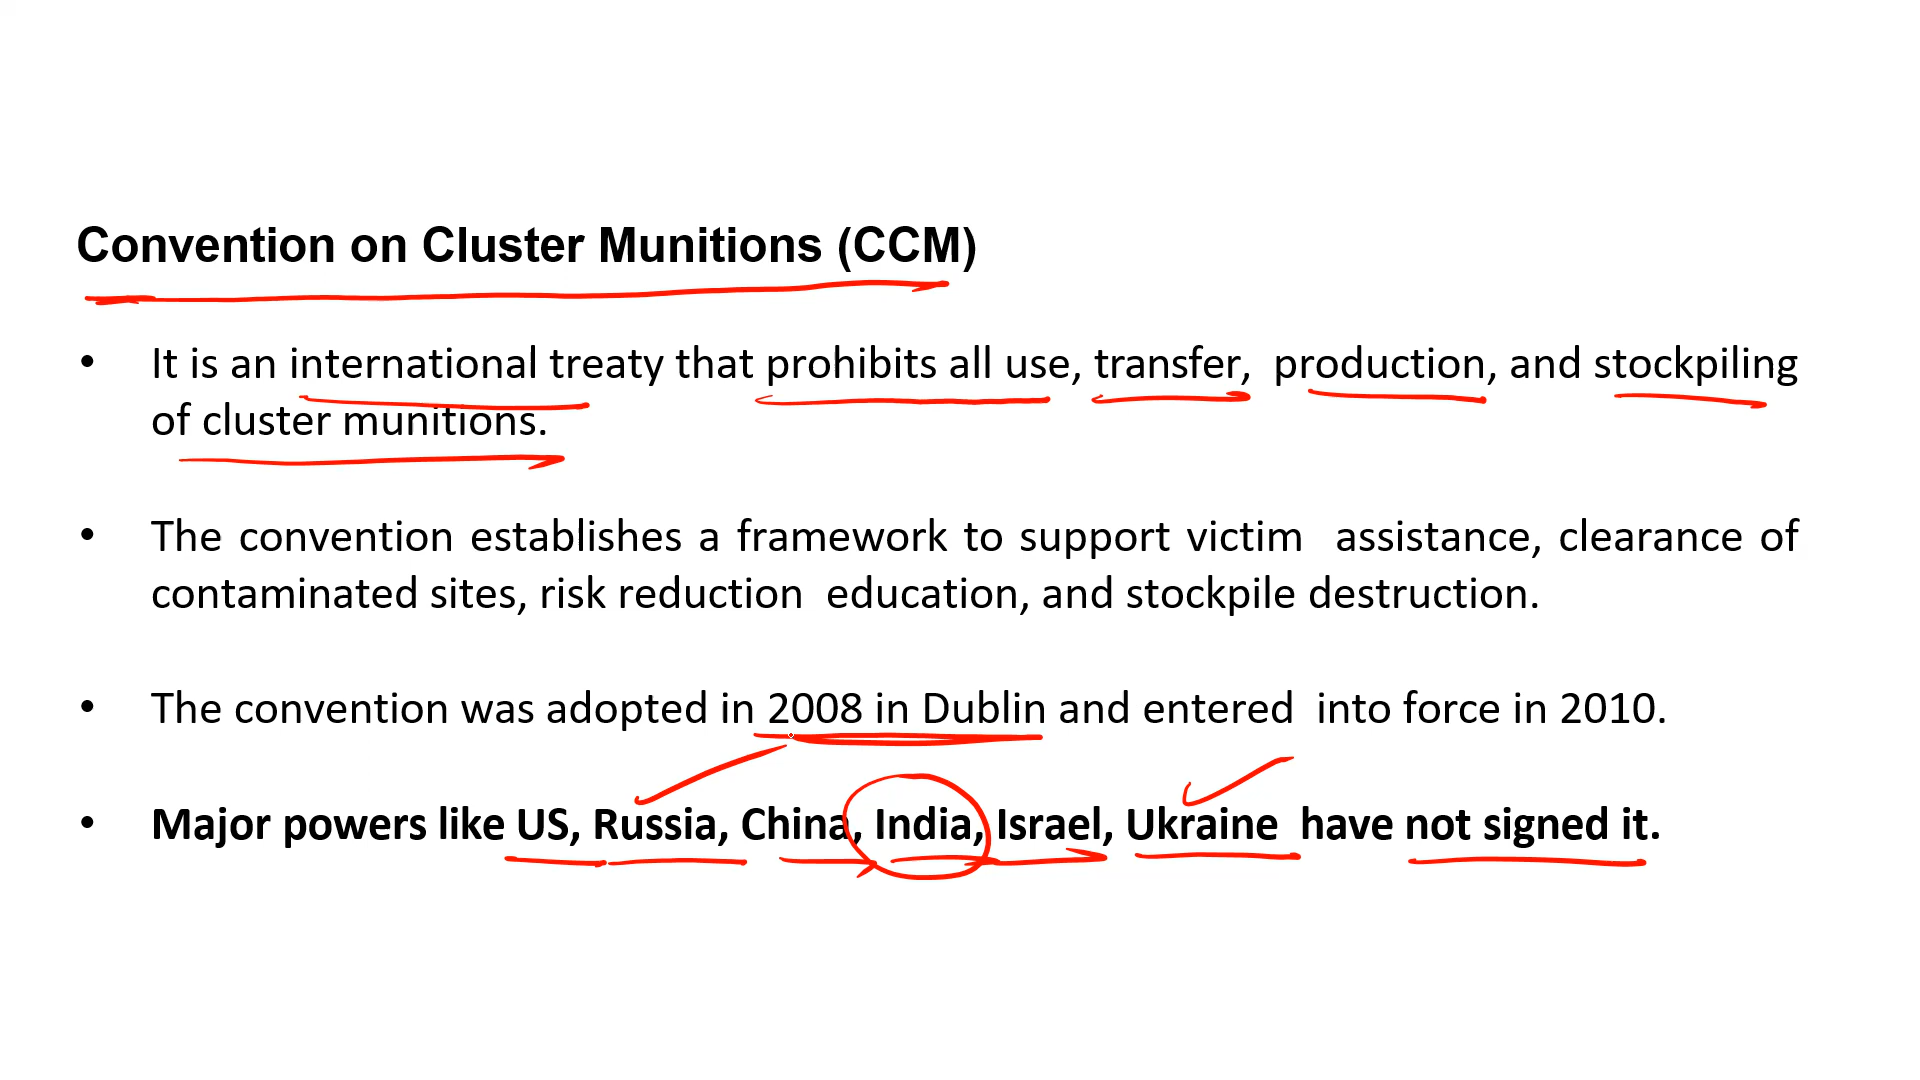 Convention on Cluster Munitions (CCM)
• It is an international treaty that prohibits all use, transfer, production, and stockpiling
of cluster munitions.
• The convention establishes a framework to support victim assistance, clearance of
contaminated sites, risk reduction education, and stockpile destruction.
• The convention was adopted in 2008 in Dublin and entered into force in 2010.
• Major powers like US, Russia, China, India, Israel, Ukraine have not signed it.